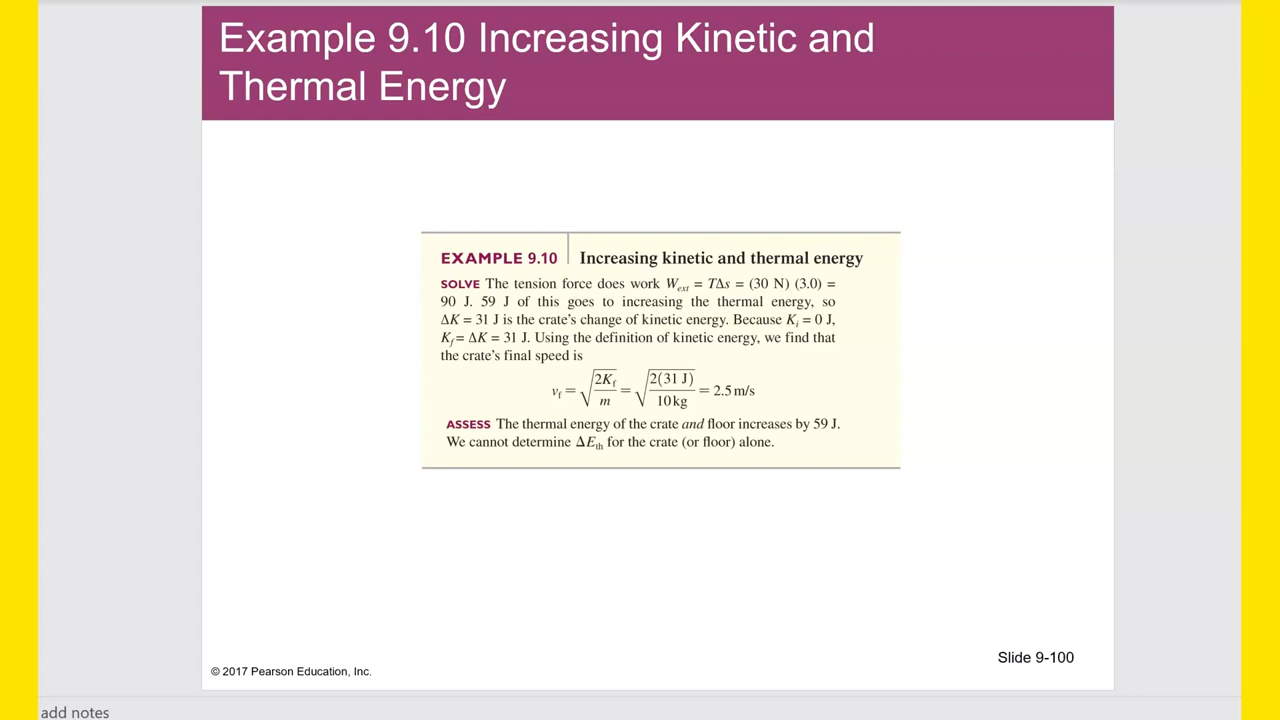 Example 9.10 Increasing Kinetic and
Thermal Energy
EXAMPLE 9.10 Increasing kinetic and thermal energy
SOLVE The tension force does work W_ext = TΔs = (30 N) (3.0) =
90 J. 59 J of this goes to increasing the thermal energy, so
ΔK = 31 J is the crate's change of kinetic energy. Because K_i = 0 J,
K_f = ΔK = 31 J. Using the definition of kinetic energy, we find that
the crate's final speed is
v_f = √(2K_f / m) = √(2(31 J) / 10 kg) = 2.5 m/s
ASSESS The thermal energy of the crate and floor increases by 59 J.
We cannot determine ΔE_th for the crate (or floor) alone.
Slide 9-100
© 2017 Pearson Education, Inc.
add notes